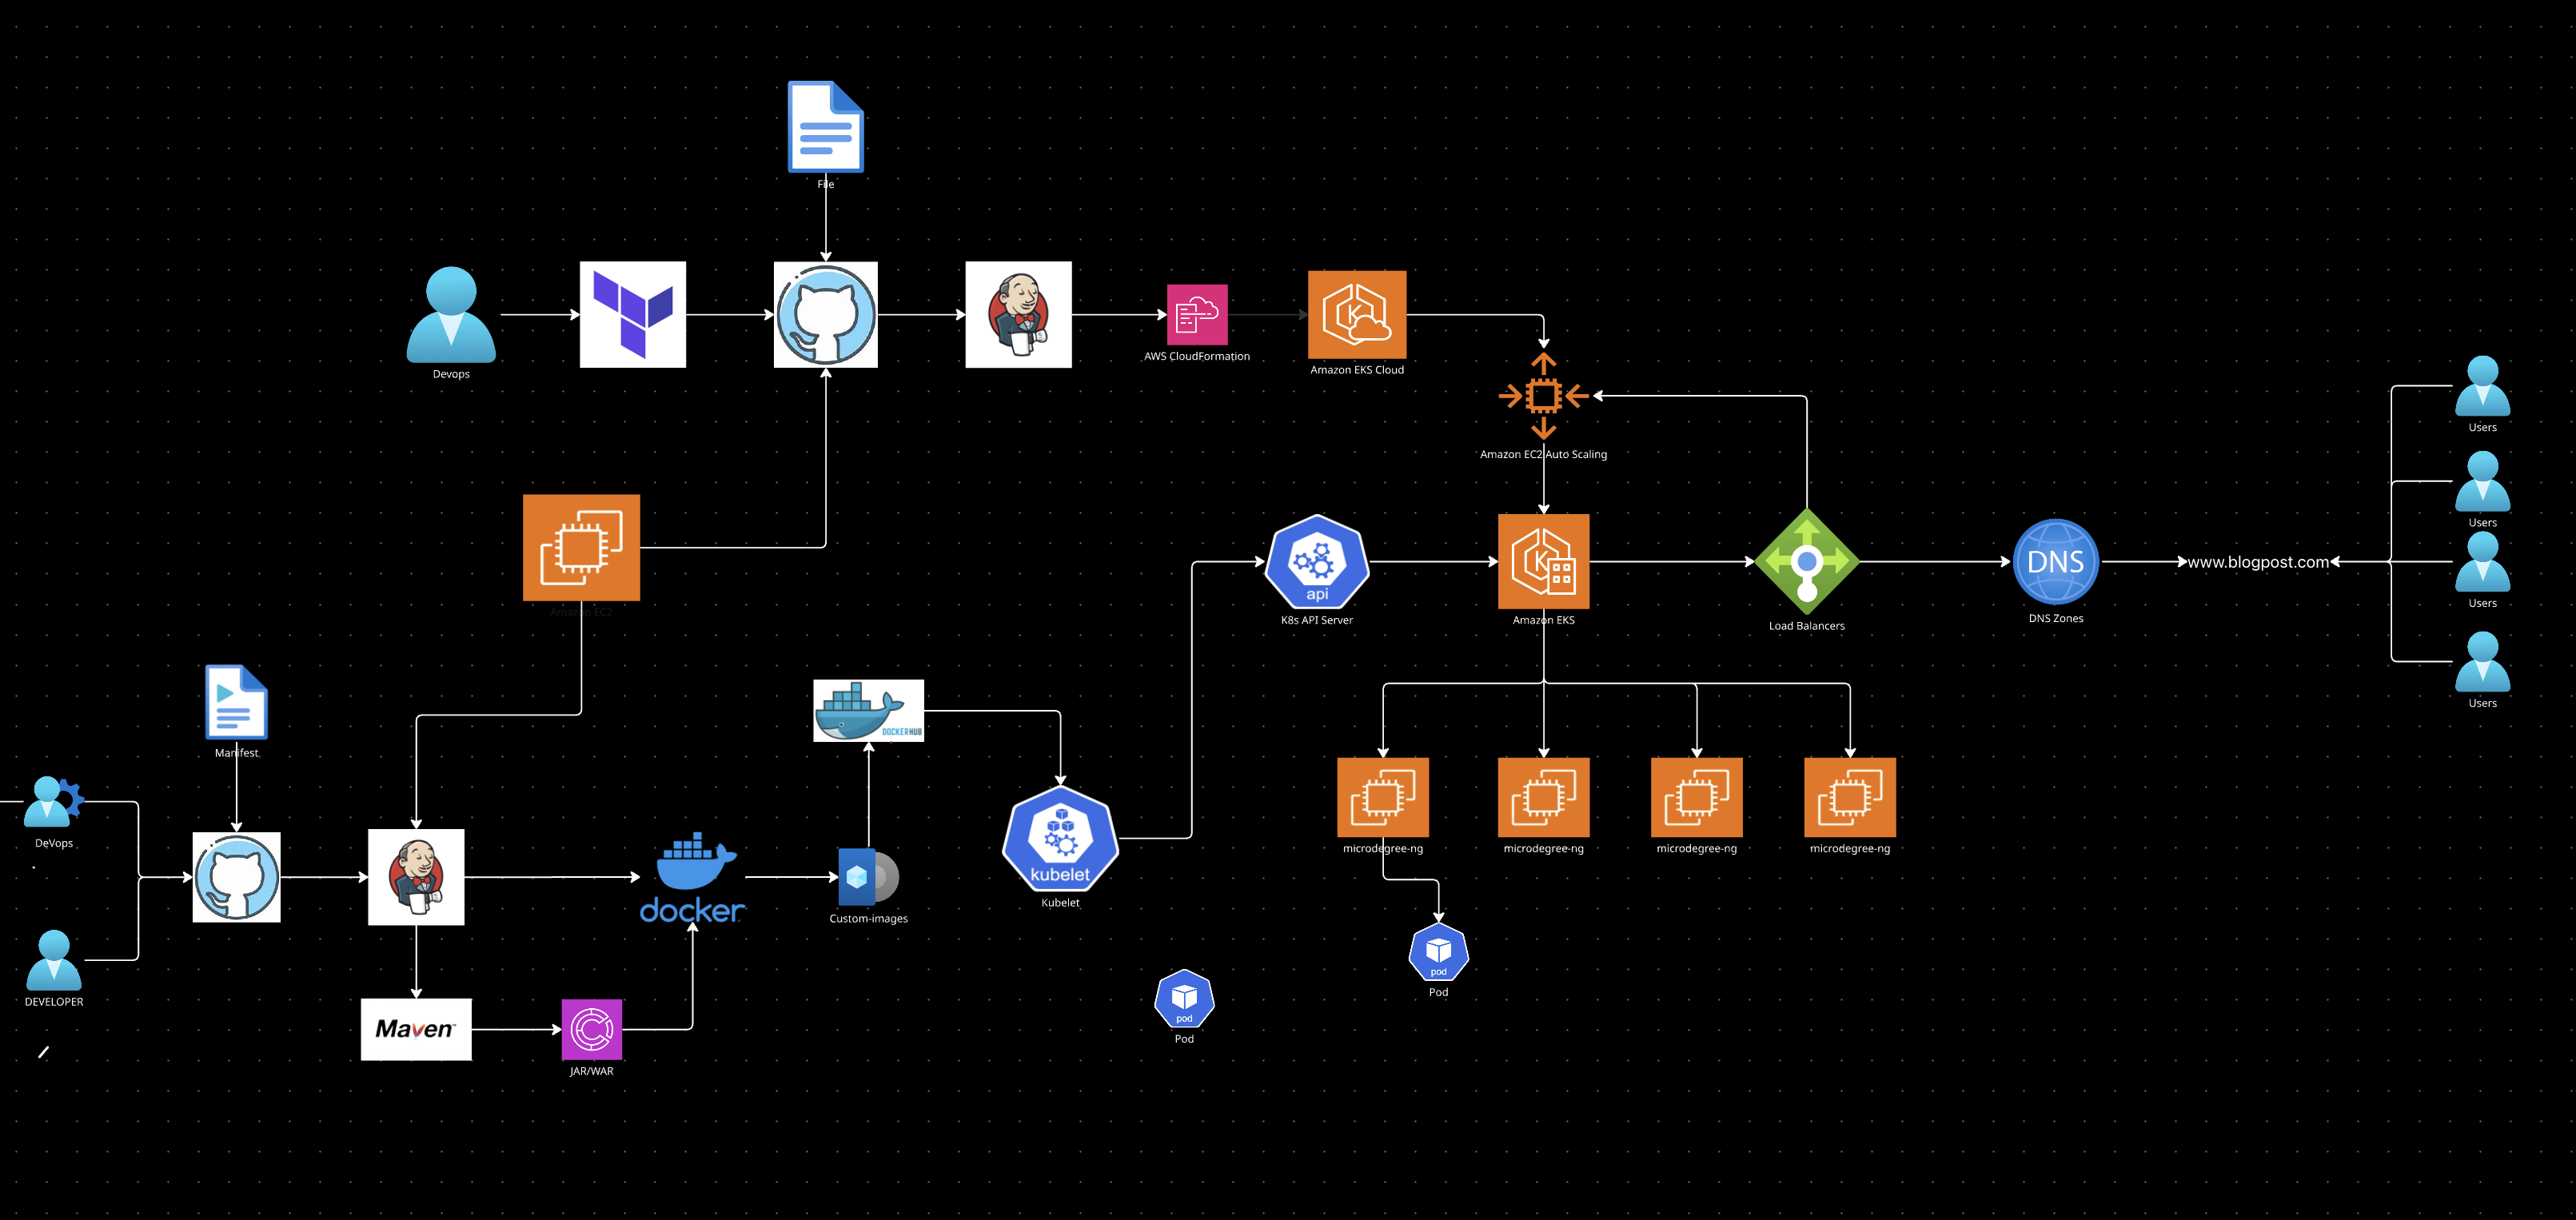 File
Devops
AWS CloudFormation
Amazon EKS Cloud
Amazon EC2 Auto Scaling
Users
Users
Users
Users
Amazon EC2
api
K8s API Server
Amazon EKS
Load Balancers
DNS
DNS Zones
www.blogpost.com
Manifest
DOCKERHUB
DeVops
docker
Custom-images
kubelet
Kubelet
microdegree-ng
microdegree-ng
microdegree-ng
microdegree-ng
DEVELOPER
Maven™
JAR/WAR
pod
Pod
pod
Pod